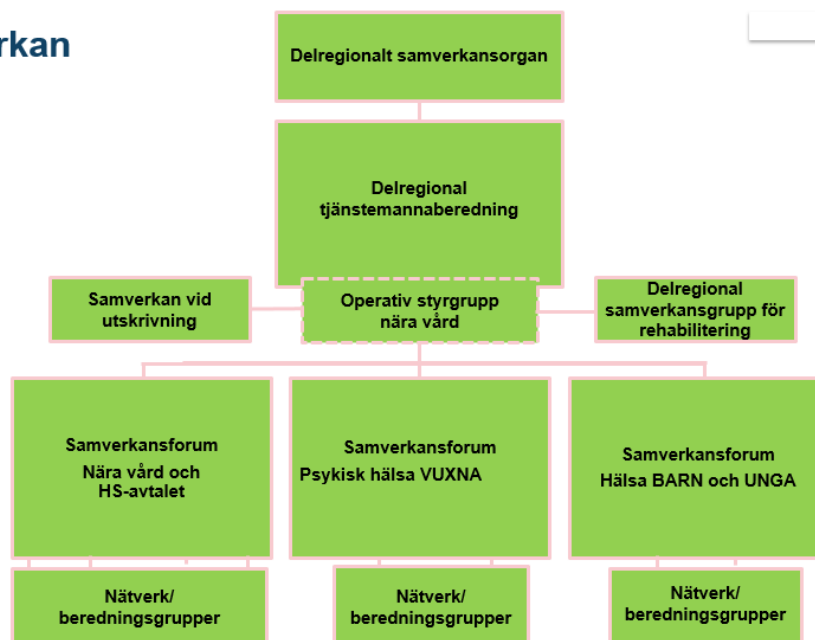 rkan
Delregionalt samverkansorgan
Delregional
tjänstemannaberedning
Samverkan vid
utskrivning
Operativ styrgrupp
nära vård
Delregional
samverkansgrupp för
rehabilitering
Samverkansforum
Nära vård och
HS-avtalet
Samverkansforum
Psykisk hälsa VUXNA
Samverkansforum
Hälsa BARN och UNGA
Nätverk/
beredningsgrupper
Nätverk/
beredningsgrupper
Nätverk/
beredningsgrupper